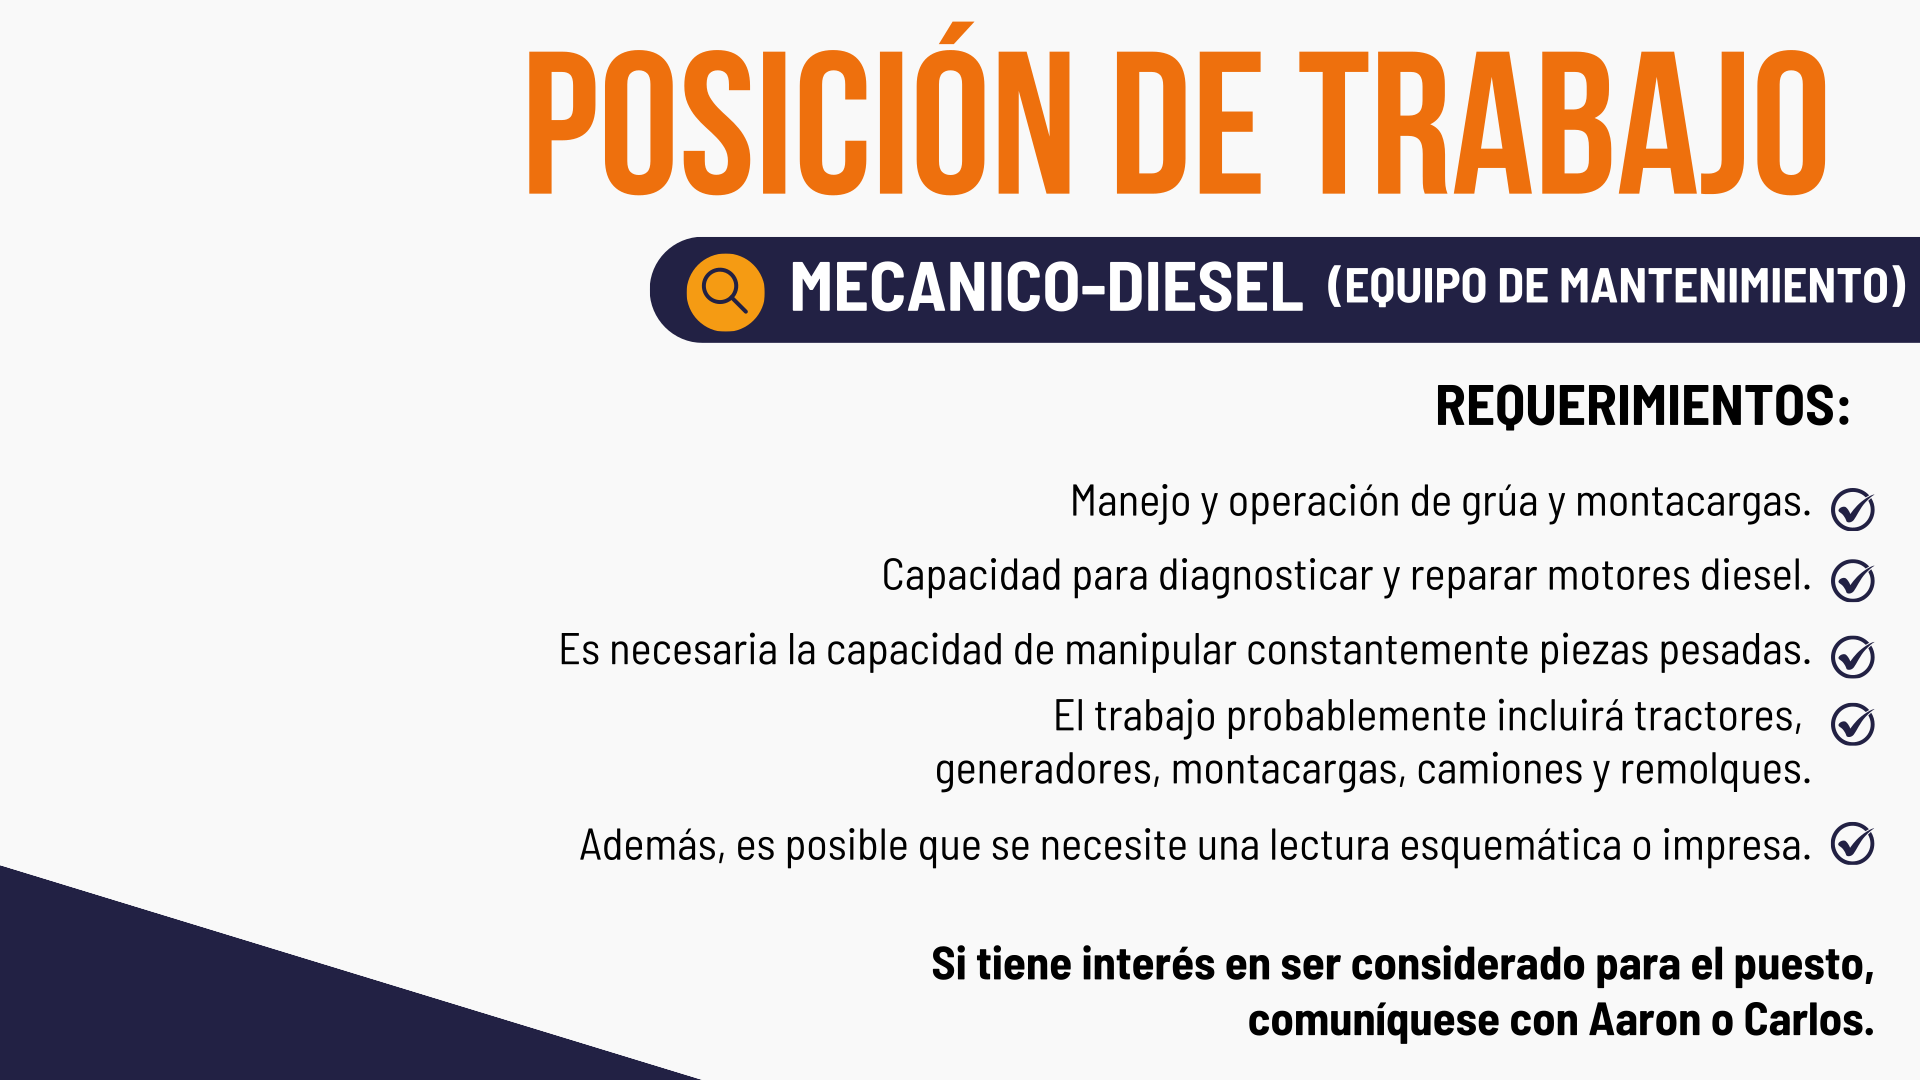 POSICIÓN DE TRABAJO
MECANICO-DIESEL (EQUIPO DE MANTENIMIENTO)
REQUERIMIENTOS:
Manejo y operación de grúa y montacargas.
Capacidad para diagnosticar y reparar motores diesel.
Es necesaria la capacidad de manipular constantemente piezas pesadas.
El trabajo probablemente incluirá tractores,
generadores, montacargas, camiones y remolques.
Además, es posible que se necesite una lectura esquemática o impresa.
Si tiene interés en ser considerado para el puesto,
comuníquese con Aaron o Carlos.